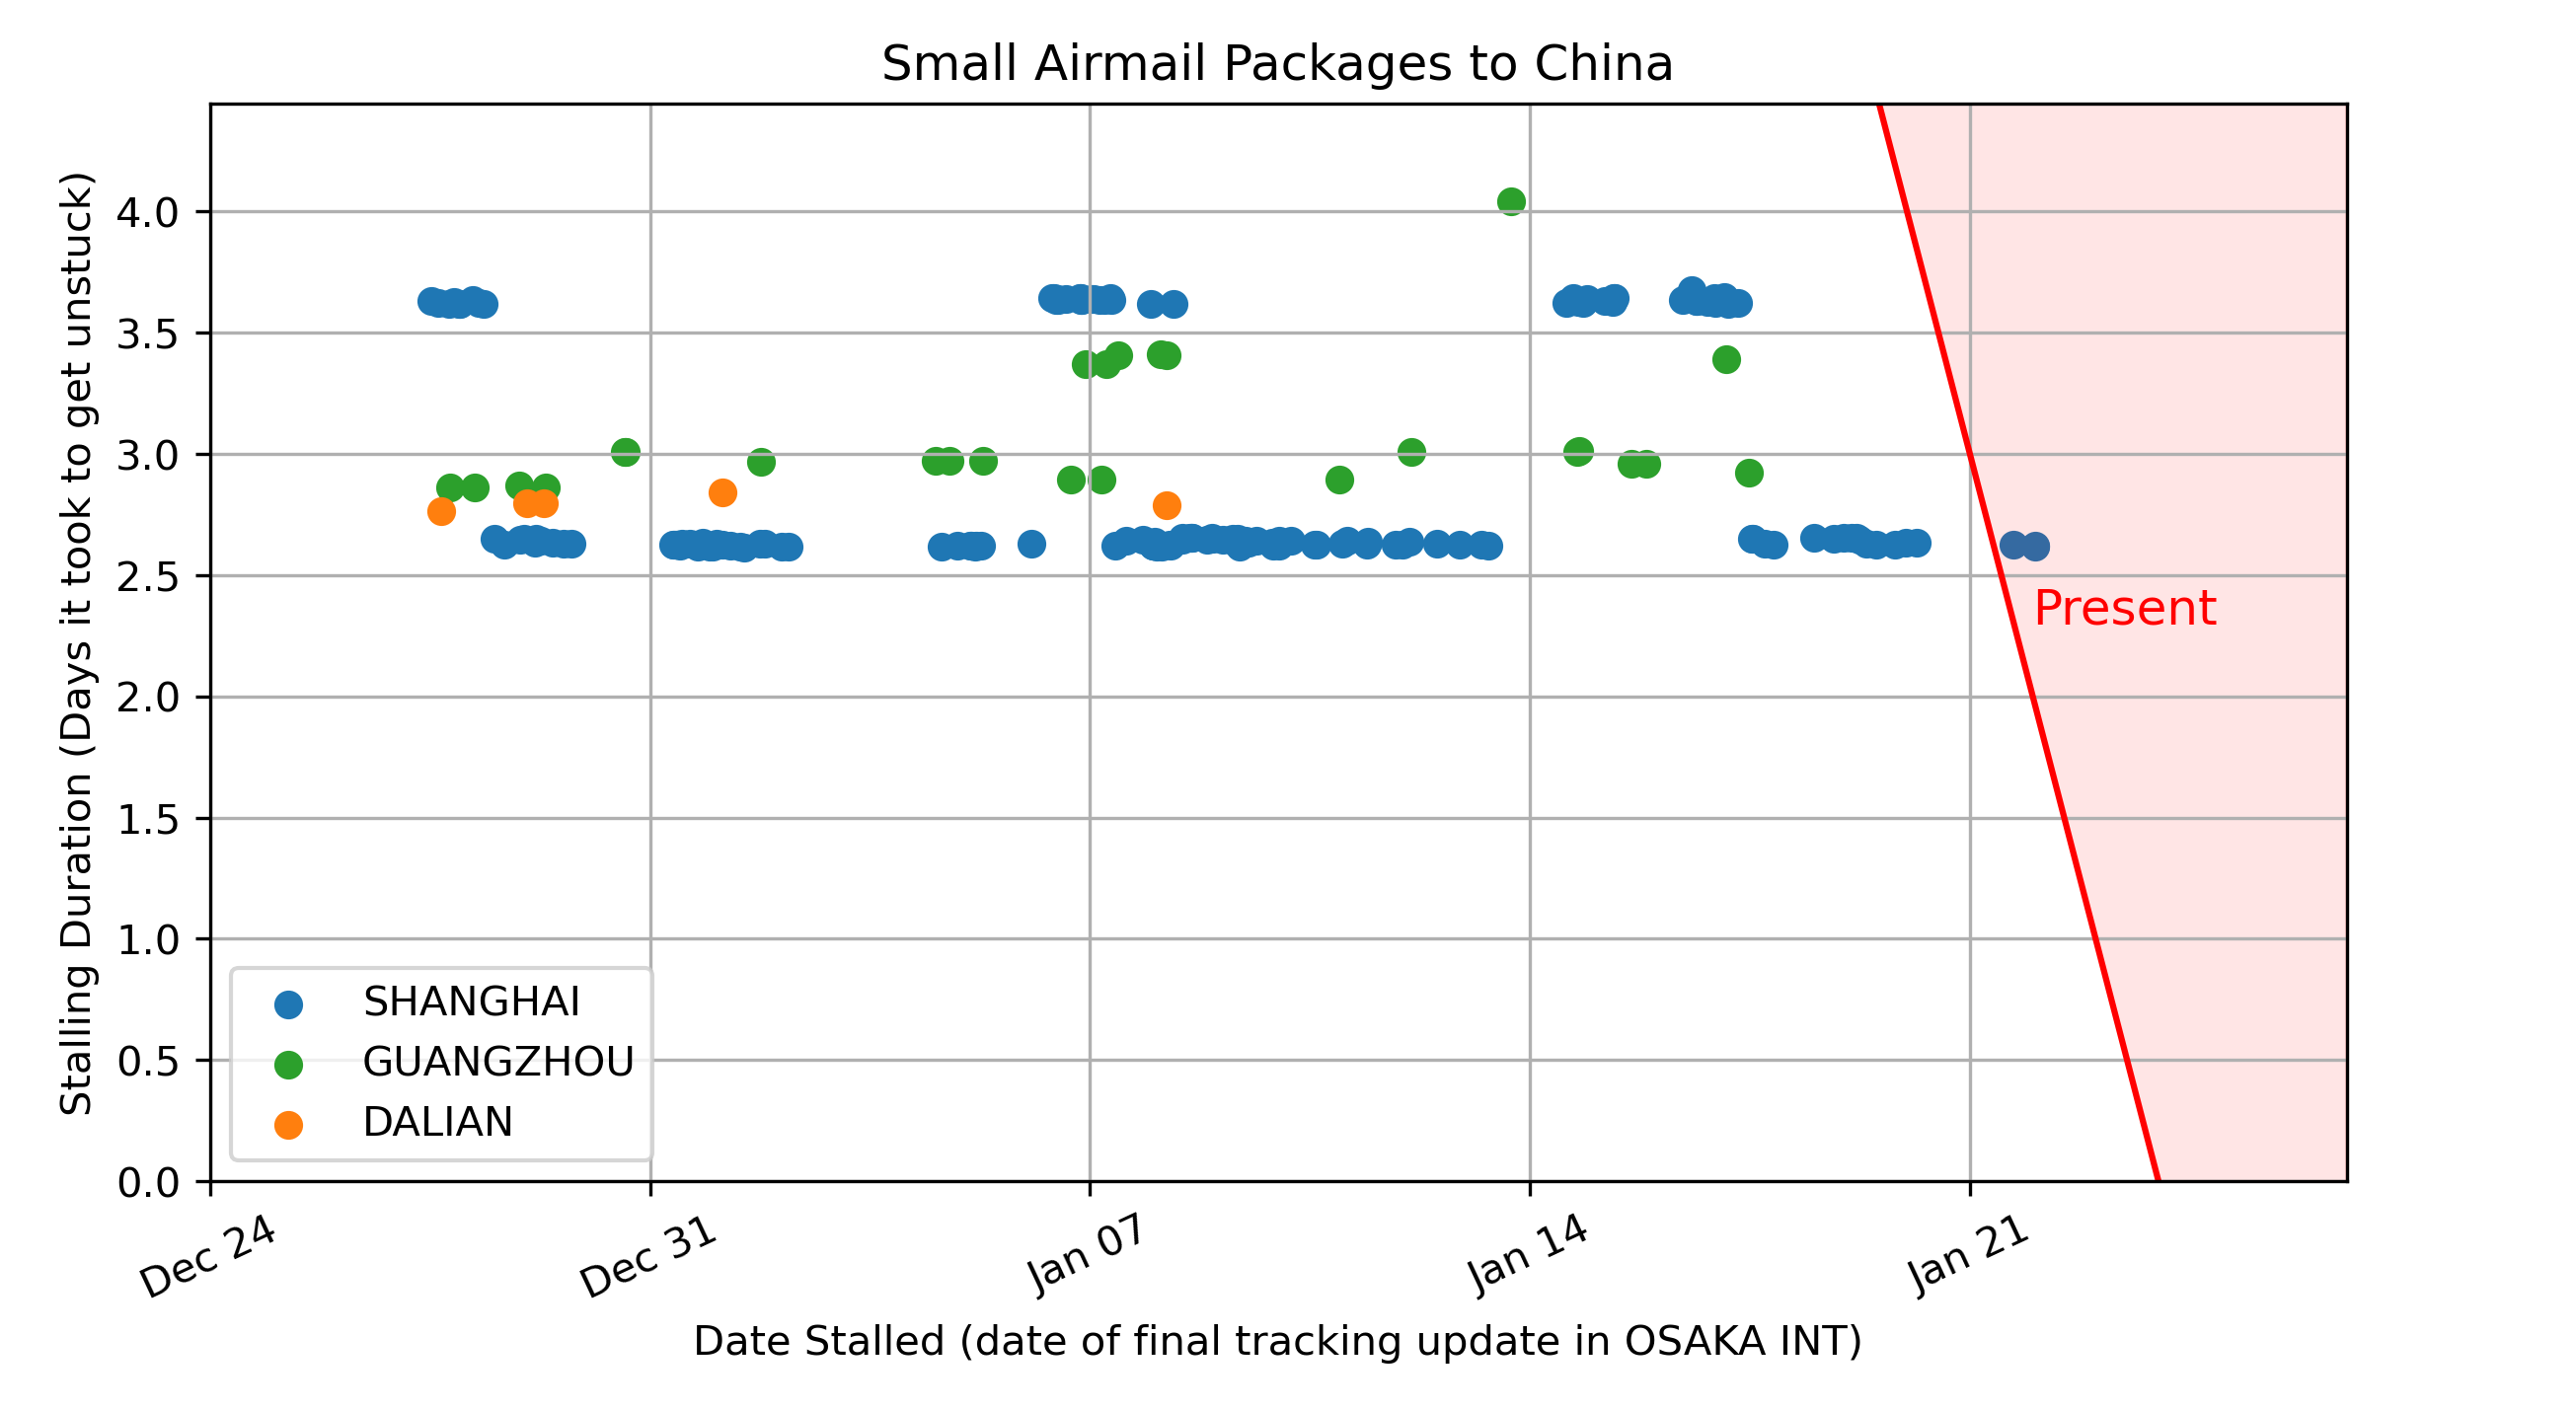 Small Airmail Packages to China
Stalling Duration (Days it took to get unstuck)
4.0
3.5
3.0
2.5
2.0
1.5
1.0
0.5
0.0
Present
SHANGHAI
GUANGZHOU
DALIAN
Dec 24
Dec 31
Jan 07
Jan 14
Jan 21
Date Stalled (date of final tracking update in OSAKA INT)